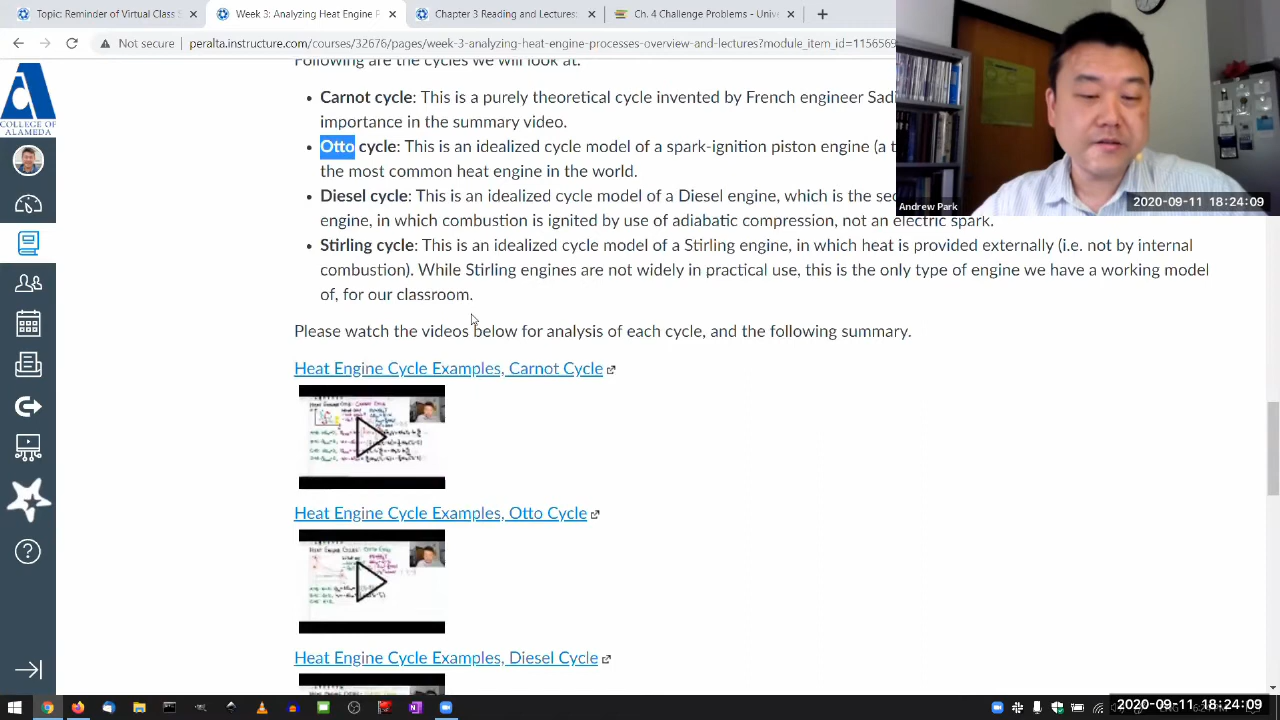 Topic: Reminder of Virtual Class S
Week 3: Analyzing Heat Engine P
Week 3: Reading and Lectures: P
Ch. 4 Cycle Exam - Unive
Not secure | peralta.instructure.com/courses/32676/pages/week-3-analyzing-heat-engine-processes-overview-and-lectures?module_item_id=1156569
COLLEGE OF
ALAMEDA
Following are the cycles we will look at:
• Carnot cycle: This is a purely theoretical cycle invented by French engineer Sadi
importance in the summary video.
• Otto cycle: This is an idealized cycle model of a spark-ignition piston engine (a t
the most common heat engine in the world.
• Diesel cycle: This is an idealized cycle model of a Diesel engine, which is the sec
engine, in which combustion is ignited by use of adiabatic compression, not an electric spark.
• Stirling cycle: This is an idealized cycle model of a Stirling engine, in which heat is provided externally (i.e. not by internal
combustion). While Stirling engines are not widely in practical use, this is the only type of engine we have a working model
of, for our classroom.
Please watch the videos below for analysis of each cycle, and the following summary.
Heat Engine Cycle Examples, Carnot Cycle
Heat Engine Cycle Examples, Otto Cycle
Heat Engine Cycle Examples, Diesel Cycle
Andrew Park
2020-09-11 18:24:09
2020-09-11 18:24:09